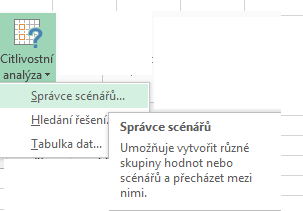 Citlivostní
analýza
Správce scénářů...
Hledání řešení.
Tabulka dat...
Správce scénářů
Umožňuje vytvořit různé
skupiny hodnot nebo
scénářů a přecházet mezi
nimi.